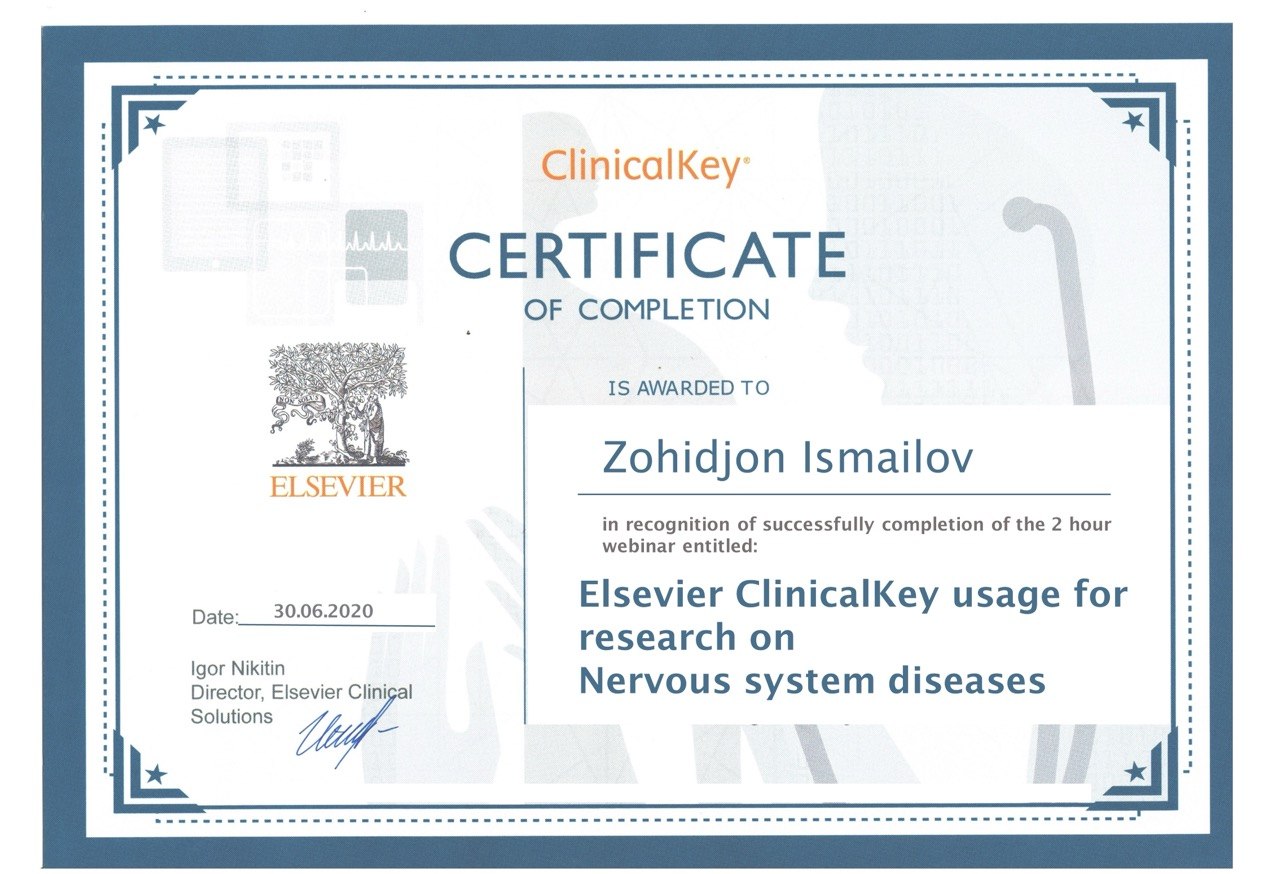 ClinicalKey®
CERTIFICATE
OF COMPLETION
IS AWARDED TO
Zohidjon Ismailov
in recognition of successfully completion of the 2 hour
webinar entitled:
Elsevier ClinicalKey usage for
research on
Nervous system diseases
ELSEVIER
Date: 30.06.2020
Igor Nikitin
Director, Elsevier Clinical
Solutions